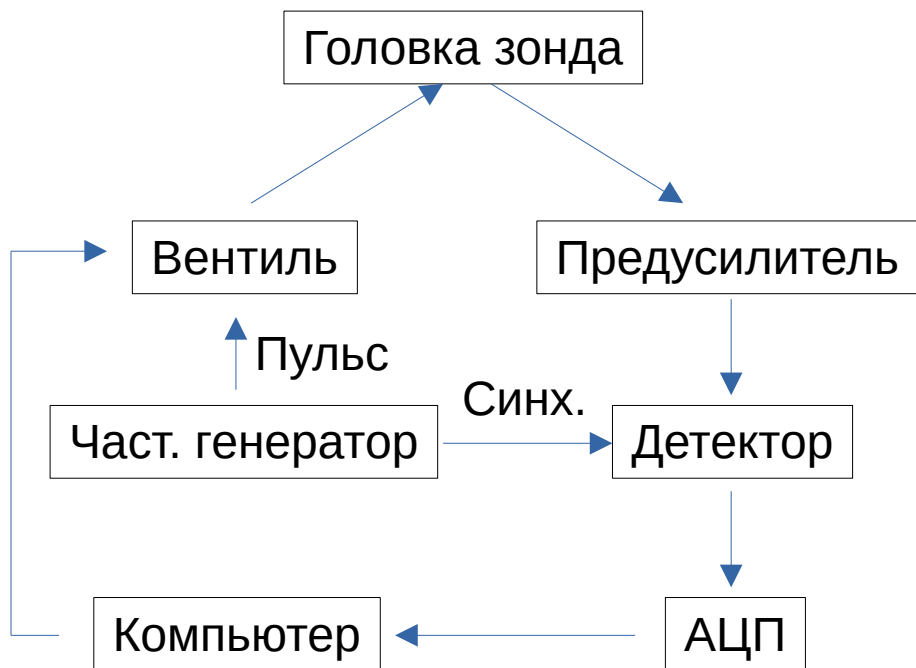 Головка зонда
Вентиль
Предусилитель
Пульс
Синх.
Част. генератор
Детектор
Компьютер
АЦП